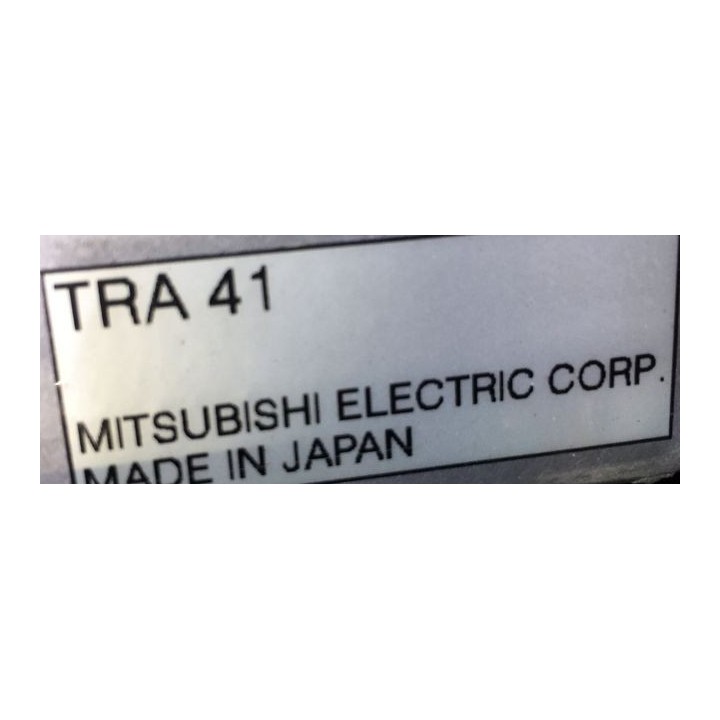 TRA 41
MITSUBISHI ELECTRIC CORP.
MADE IN JAPAN